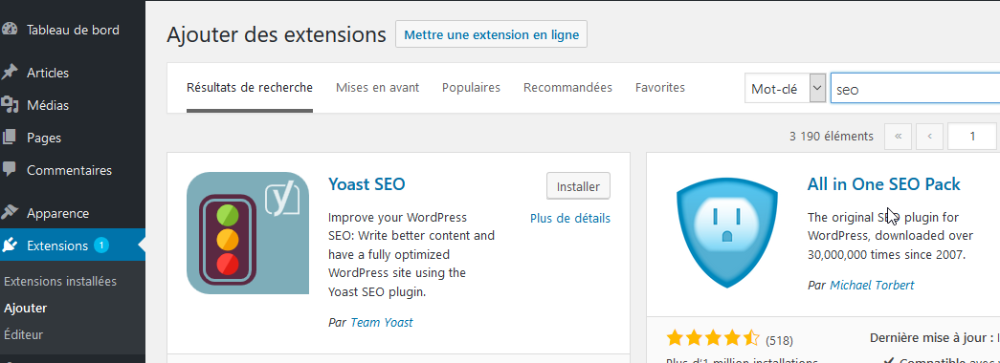 Tableau de bord
Articles
Médias
Pages
Commentaires
Apparence
Extensions 1
Extensions installées
Ajouter
Éditeur
Ajouter des extensions Mettre une extension en ligne
Résultats de recherche Mises en avant Populaires Recommandées Favorites Mot-clé seo
3 190 éléments « ‹ 1
Yoast SEO Installer
Plus de détails
Improve your WordPress
SEO: Write better content and
have a fully optimized
WordPress site using the
Yoast SEO plugin.
Par Team Yoast
All in One SEO Pack
The original SEO plugin for
WordPress, downloaded over
30,000,000 times since 2007.
Par Michael Torbert
(518) Dernière mise à jour :
Plus d'1 million installations Compatible avec